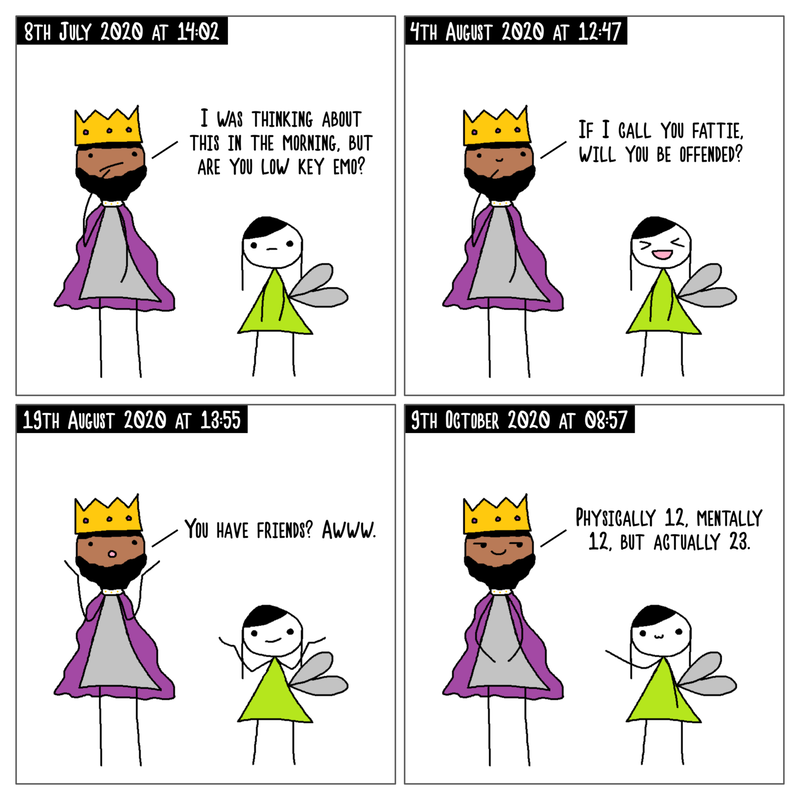 8th July 2020 at 14:02
I was thinking about
this in the morning, but
are you low key emo?
4th August 2020 at 12:47
If I call you fattie,
will you be offended?
19th August 2020 at 13:55
You have friends? Awww.
9th October 2020 at 08:57
Physically 12, mentally
12, but actually 23.